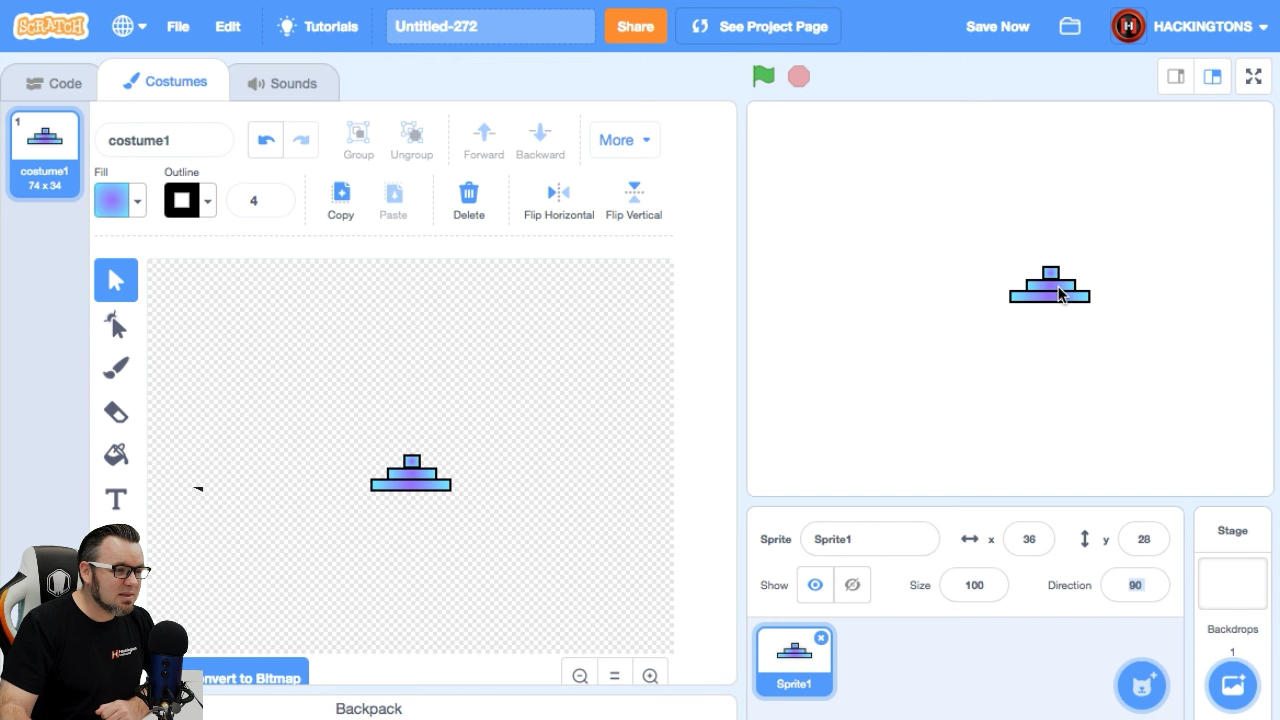 SCRATCH
File
Edit
Tutorials
Untitled-272
Share
See Project Page
Save Now
HACKINGTONS
Code
Costumes
Sounds
1
costume1
74 x 34
costume1
Group
Ungroup
Forward
Backward
More
Fill
Outline
4
Copy
Paste
Delete
Flip Horizontal
Flip Vertical
T
nvert to Bitmap
Backpack
Sprite
Sprite1
x
36
y
28
Show
Size
100
Direction
90
Sprite1
Stage
Backdrops
1